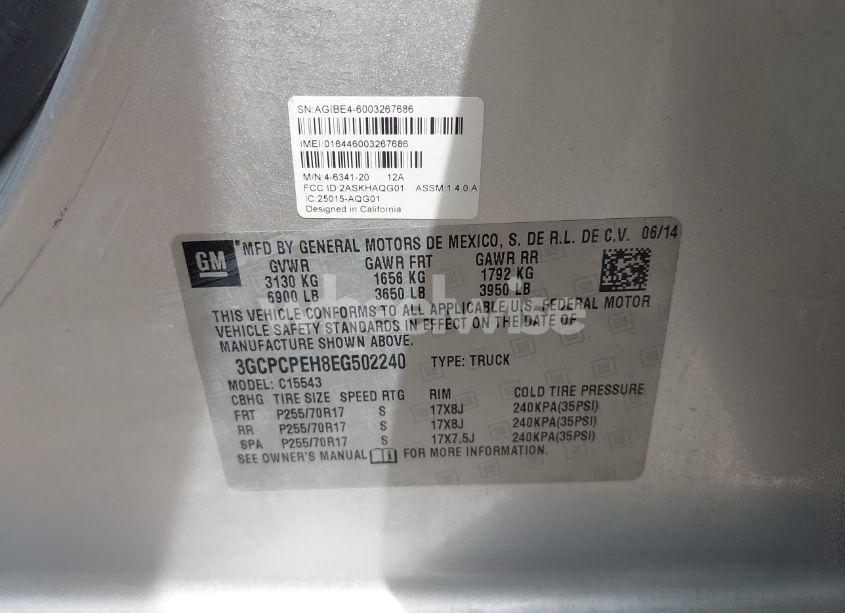 SN:AGIBE4-6003267686
IMEI:016446003267686
M/N 4-6341-20 12A
FCC ID:2ASKHAQG01 ASSM:1.4.0.A
IC:25015-AQG01
Designed in California
GM
*MFD BY GENERAL MOTORS DE MEXICO, S. DE R.L. DE C.V. 06/14
GVWR GAWR FRT GAWR RR
3130 KG 1656 KG 1792 KG
6900 LB 3650 LB 3950 LB
wheelwise
THIS VEHICLE CONFORMS TO ALL APPLICABLE U.S. FEDERAL MOTOR
VEHICLE SAFETY STANDARDS IN EFFECT ON THE DATE OF
MANUFACTURE SHOWN ABOVE.
3GCPCPEH8EG502240 TYPE: TRUCK
MODEL: C15543
CBHG TIRE SIZE SPEED RTG RIM COLD TIRE PRESSURE
FRT P255/70R17 S 17X8J 240KPA(35PSI)
RR P255/70R17 S 17X8J 240KPA(35PSI)
SPA P255/70R17 S 17X7.5J 240KPA(35PSI)
SEE OWNER'S MANUAL FOR MORE INFORMATION.